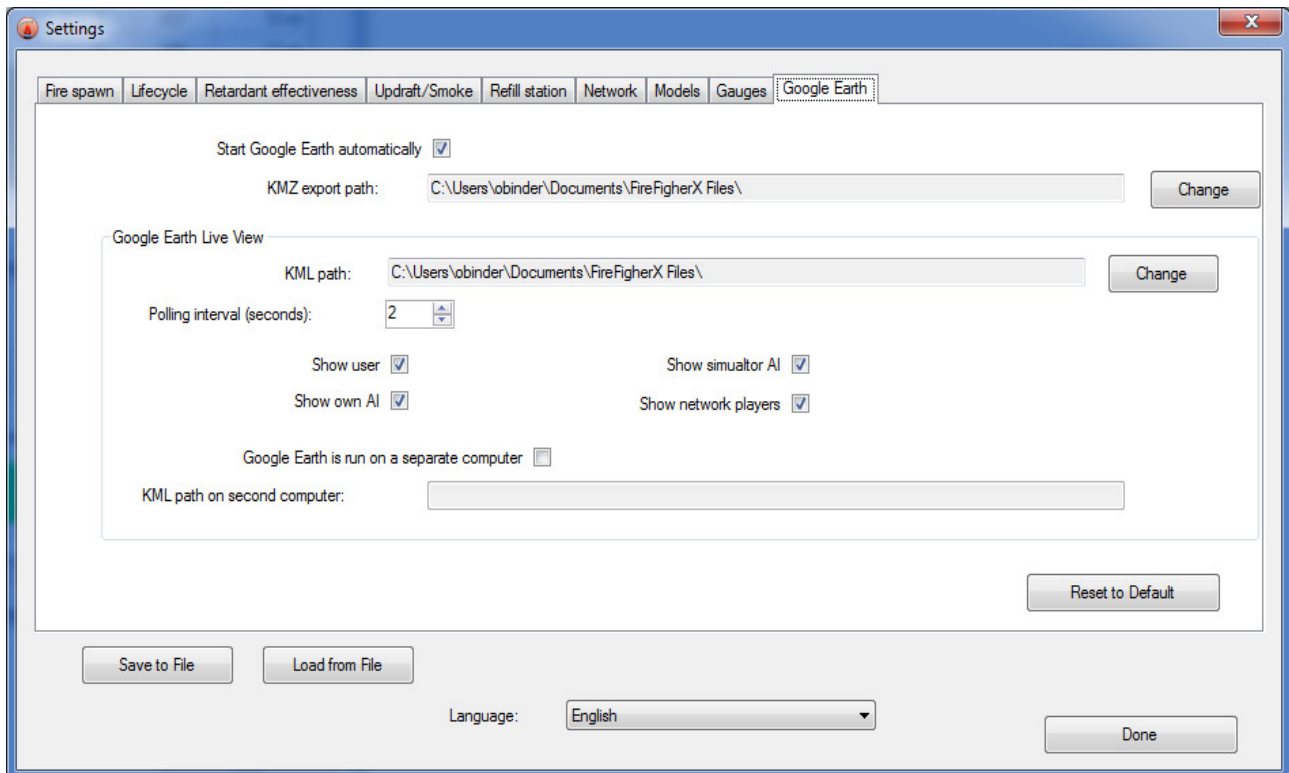 Settings
Fire spawn Lifecycle Retardant effectiveness Updraft/Smoke Refill station Network Models Gauges Google Earth
Start Google Earth automatically
KMZ export path: C:\Users\obinder\Documents\FireFigherX Files\ Change
Google Earth Live View
KML path: C:\Users\obinder\Documents\FireFigherX Files\ Change
Polling interval (seconds): 2
Show user Show simualtor AI
Show own AI Show network players
Google Earth is run on a separate computer
KML path on second computer:
Reset to Default
Save to File Load from File
Language: English
Done